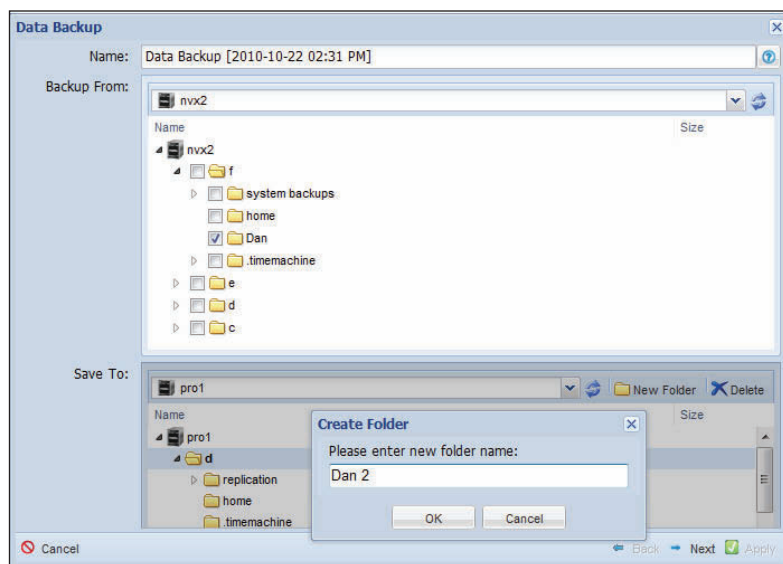 Data Backup
Name: Data Backup [2010-10-22 02:31 PM]
Backup From:
nvx2
Name Size
nvx2
f
system backups
home
Dan
.timemachine
e
d
c
Save To:
pro1 New Folder Delete
Name Size
pro1
d
replication
home
.timemachine
Create Folder
Please enter new folder name:
Dan 2
OK Cancel
Cancel Back Next Apply